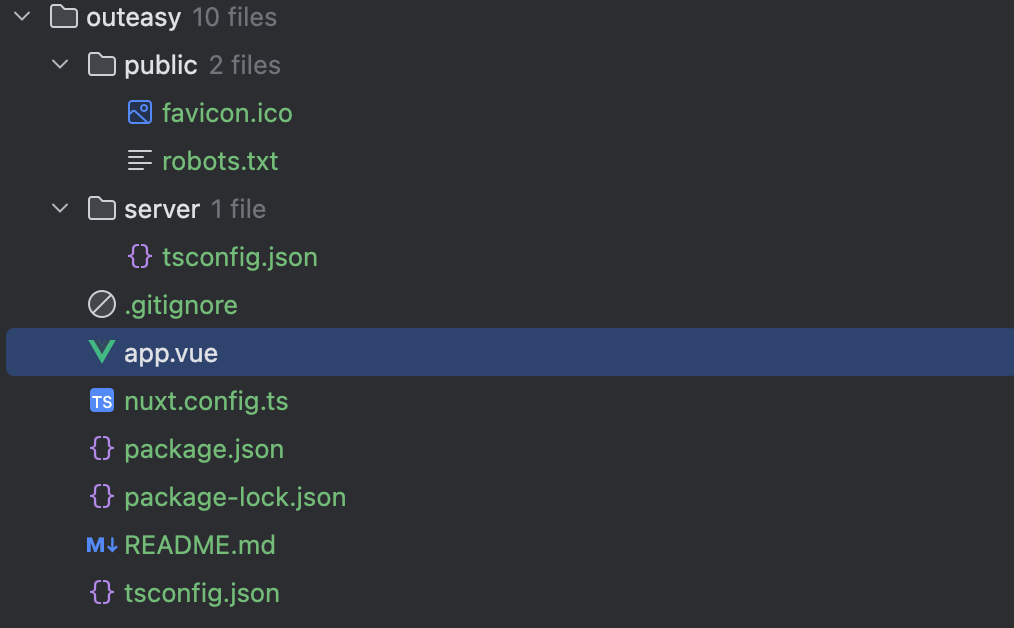 outeasy 10 files
public 2 files
favicon.ico
robots.txt
server 1 file
{} tsconfig.json
.gitignore
app.vue
TS nuxt.config.ts
{} package.json
{} package-lock.json
M↓ README.md
{} tsconfig.json